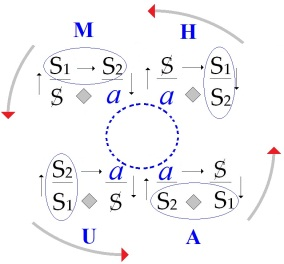 M H
S₁ → S₂ ↑ $ → S₁
$ ◆ a ↓ a ◆ S₂ ↓
↑ S₂ → a a → $
S₁ ◆ $ ↓ ↑ S₂ ◆ S₁ ↓
U A